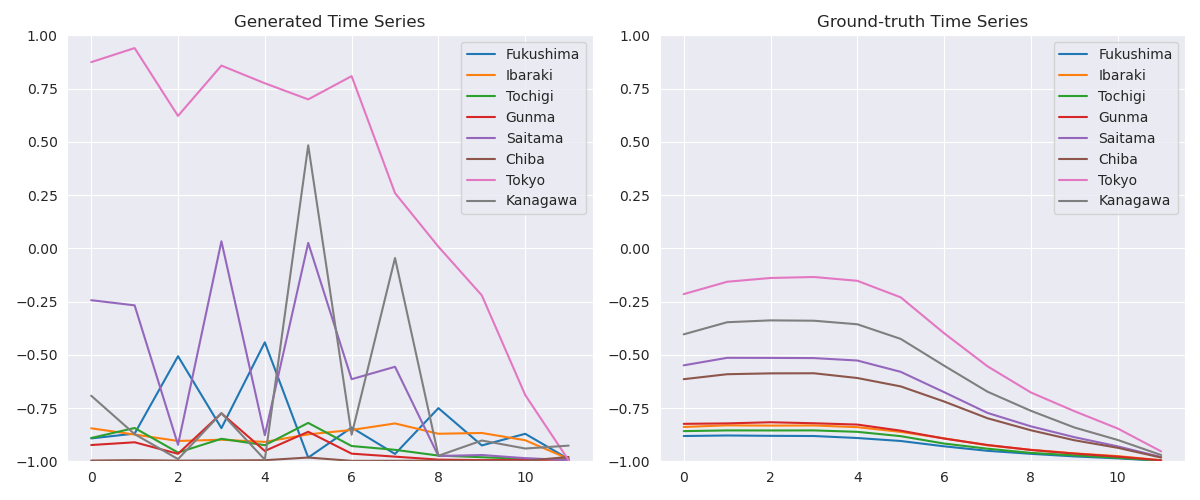 Generated Time Series
1.00
0.75
0.50
0.25
0.00
−0.25
−0.50
−0.75
−1.00
0 2 4 6 8 10
Fukushima
Ibaraki
Tochigi
Gunma
Saitama
Chiba
Tokyo
Kanagawa
Ground-truth Time Series
1.00
0.75
0.50
0.25
0.00
−0.25
−0.50
−0.75
−1.00
0 2 4 6 8 10
Fukushima
Ibaraki
Tochigi
Gunma
Saitama
Chiba
Tokyo
Kanagawa